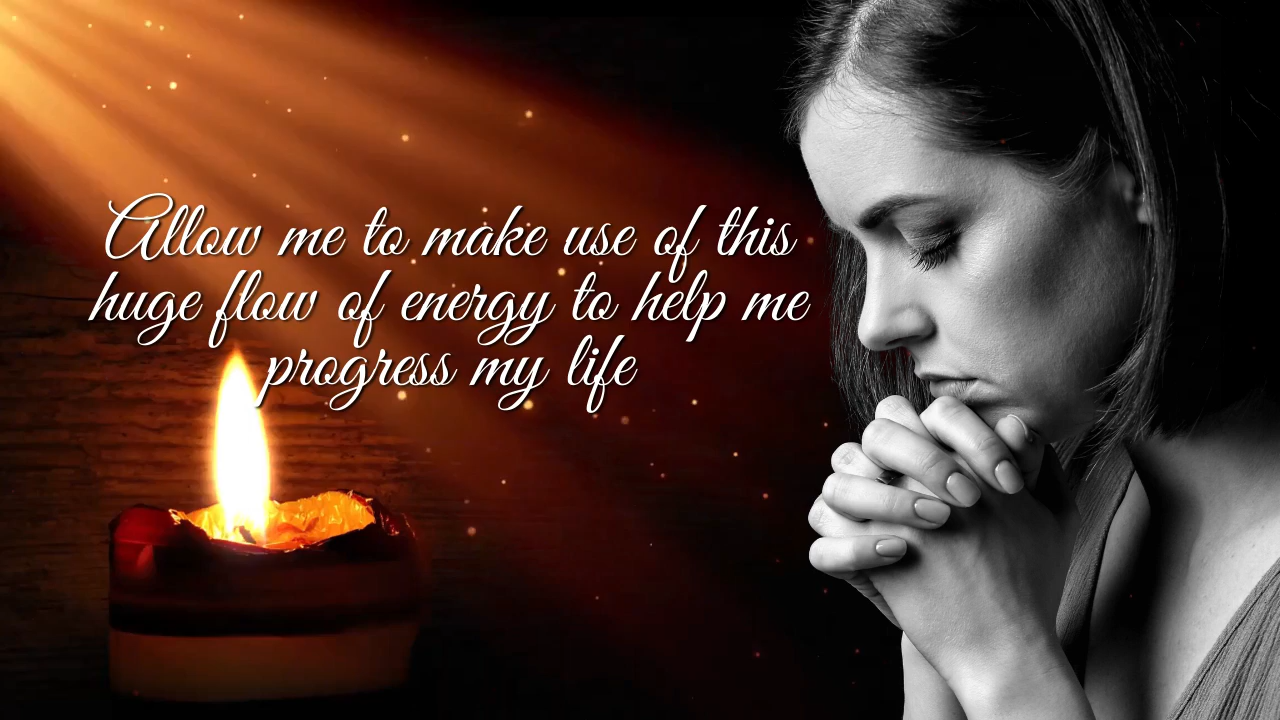 Allow me to make use of this
huge flow of energy to help me
progress my life